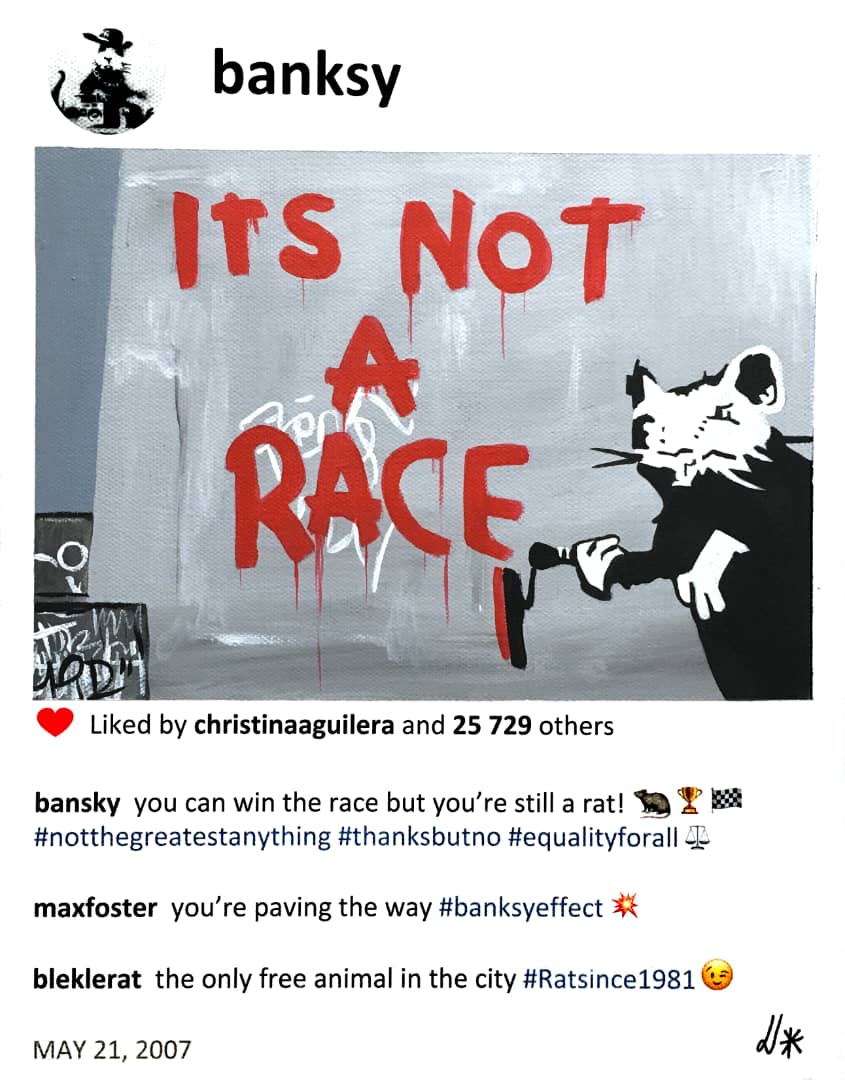 banksy
ITS NOT
A
RACE
Liked by christinaaguilera and 25 729 others
bansky you can win the race but you’re still a rat! 🐀🏆🏁
#notthegreatestanything #thanksbutno #equalityforall ⚖
maxfoster you’re paving the way #banksyeffect 💥
bleklerat the only free animal in the city #Ratsince1981 😉
MAY 21, 2007